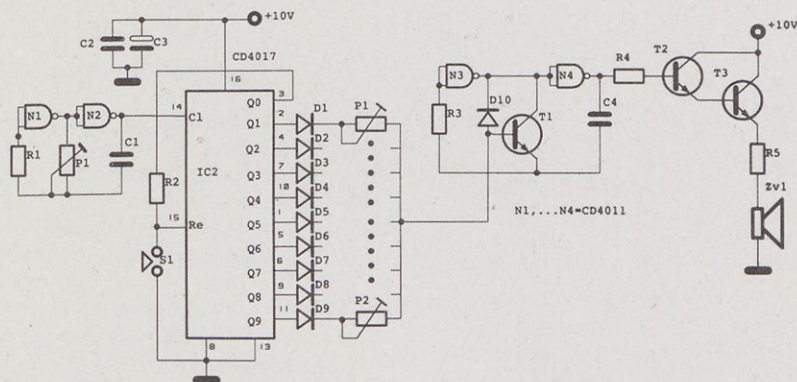 +10V
C2
C3
CD4017
16
3
14
Cl
Q0
N1
N2
R1
P1
C1
R2
IC2
15
Re
S1
8
13
2
Q1
D1
4
Q2
D2
7
Q3
D3
10
Q4
D4
1
Q5
D5
5
Q6
D6
6
Q7
D7
9
Q8
D8
11
Q9
D9
P1
P2
N3
N4
R3
D10
T1
C4
R4
T2
+10V
T3
R5
Zv1
N1,...N4=CD4011